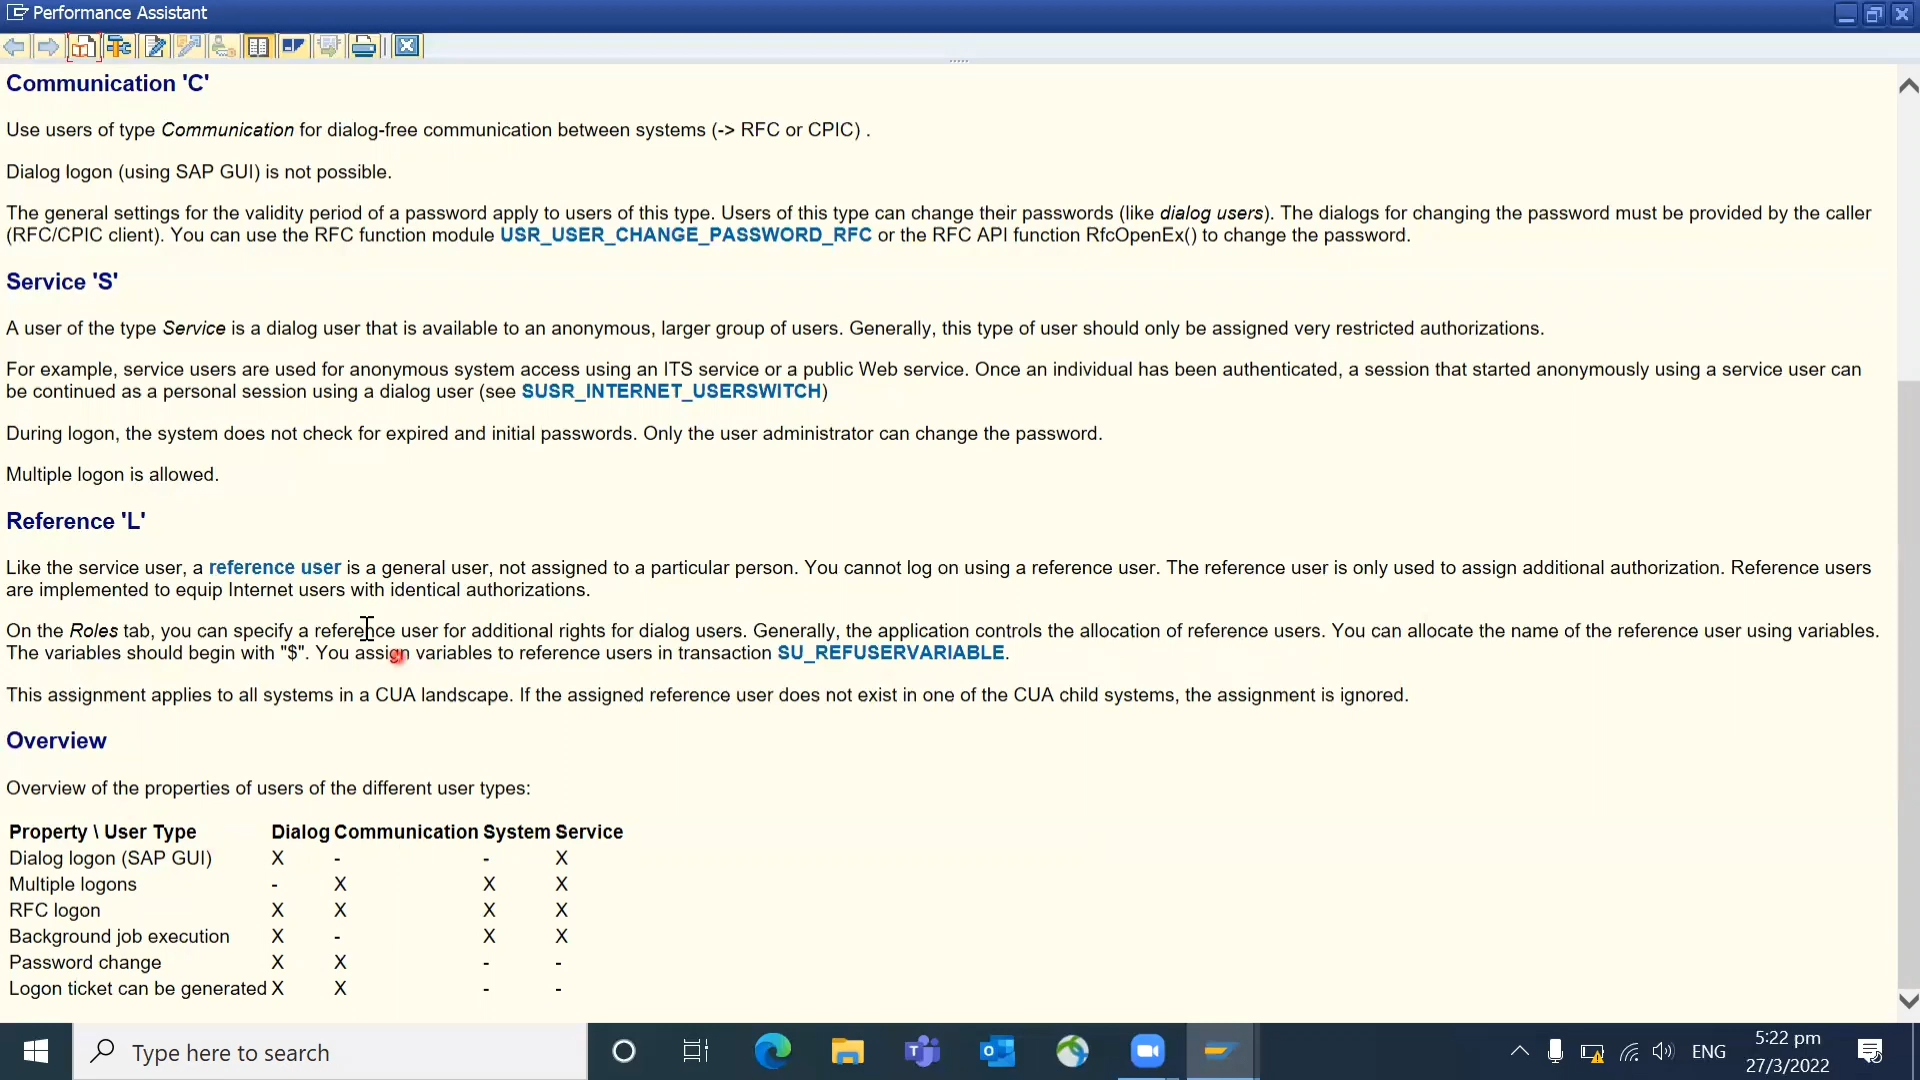 Performance Assistant
Communication 'C'
Use users of type Communication for dialog-free communication between systems (-> RFC or CPIC) .
Dialog logon (using SAP GUI) is not possible.
The general settings for the validity period of a password apply to users of this type. Users of this type can change their passwords (like dialog users). The dialogs for changing the password must be provided by the caller
(RFC/CPIC client). You can use the RFC function module USR_USER_CHANGE_PASSWORD_RFC or the RFC API function RfcOpenEx() to change the password.
Service 'S'
A user of the type Service is a dialog user that is available to an anonymous, larger group of users. Generally, this type of user should only be assigned very restricted authorizations.
For example, service users are used for anonymous system access using an ITS service or a public Web service. Once an individual has been authenticated, a session that started anonymously using a service user can
be continued as a personal session using a dialog user (see SUSR_INTERNET_USERSWITCH)
During logon, the system does not check for expired and initial passwords. Only the user administrator can change the password.
Multiple logon is allowed.
Reference 'L'
Like the service user, a reference user is a general user, not assigned to a particular person. You cannot log on using a reference user. The reference user is only used to assign additional authorization. Reference users
are implemented to equip Internet users with identical authorizations.
On the Roles tab, you can specify a reference user for additional rights for dialog users. Generally, the application controls the allocation of reference users. You can allocate the name of the reference user using variables.
The variables should begin with "$". You assign variables to reference users in transaction SU_REFUSERVARIABLE.
This assignment applies to all systems in a CUA landscape. If the assigned reference user does not exist in one of the CUA child systems, the assignment is ignored.
Overview
Overview of the properties of users of the different user types:
Property \ User Type Dialog Communication System Service
Dialog logon (SAP GUI) X - - X
Multiple logons - X X X
RFC logon X X X X
Background job execution X - X X
Password change X X - -
Logon ticket can be generated X X - -
Type here to search
ENG
5:22 pm
27/3/2022